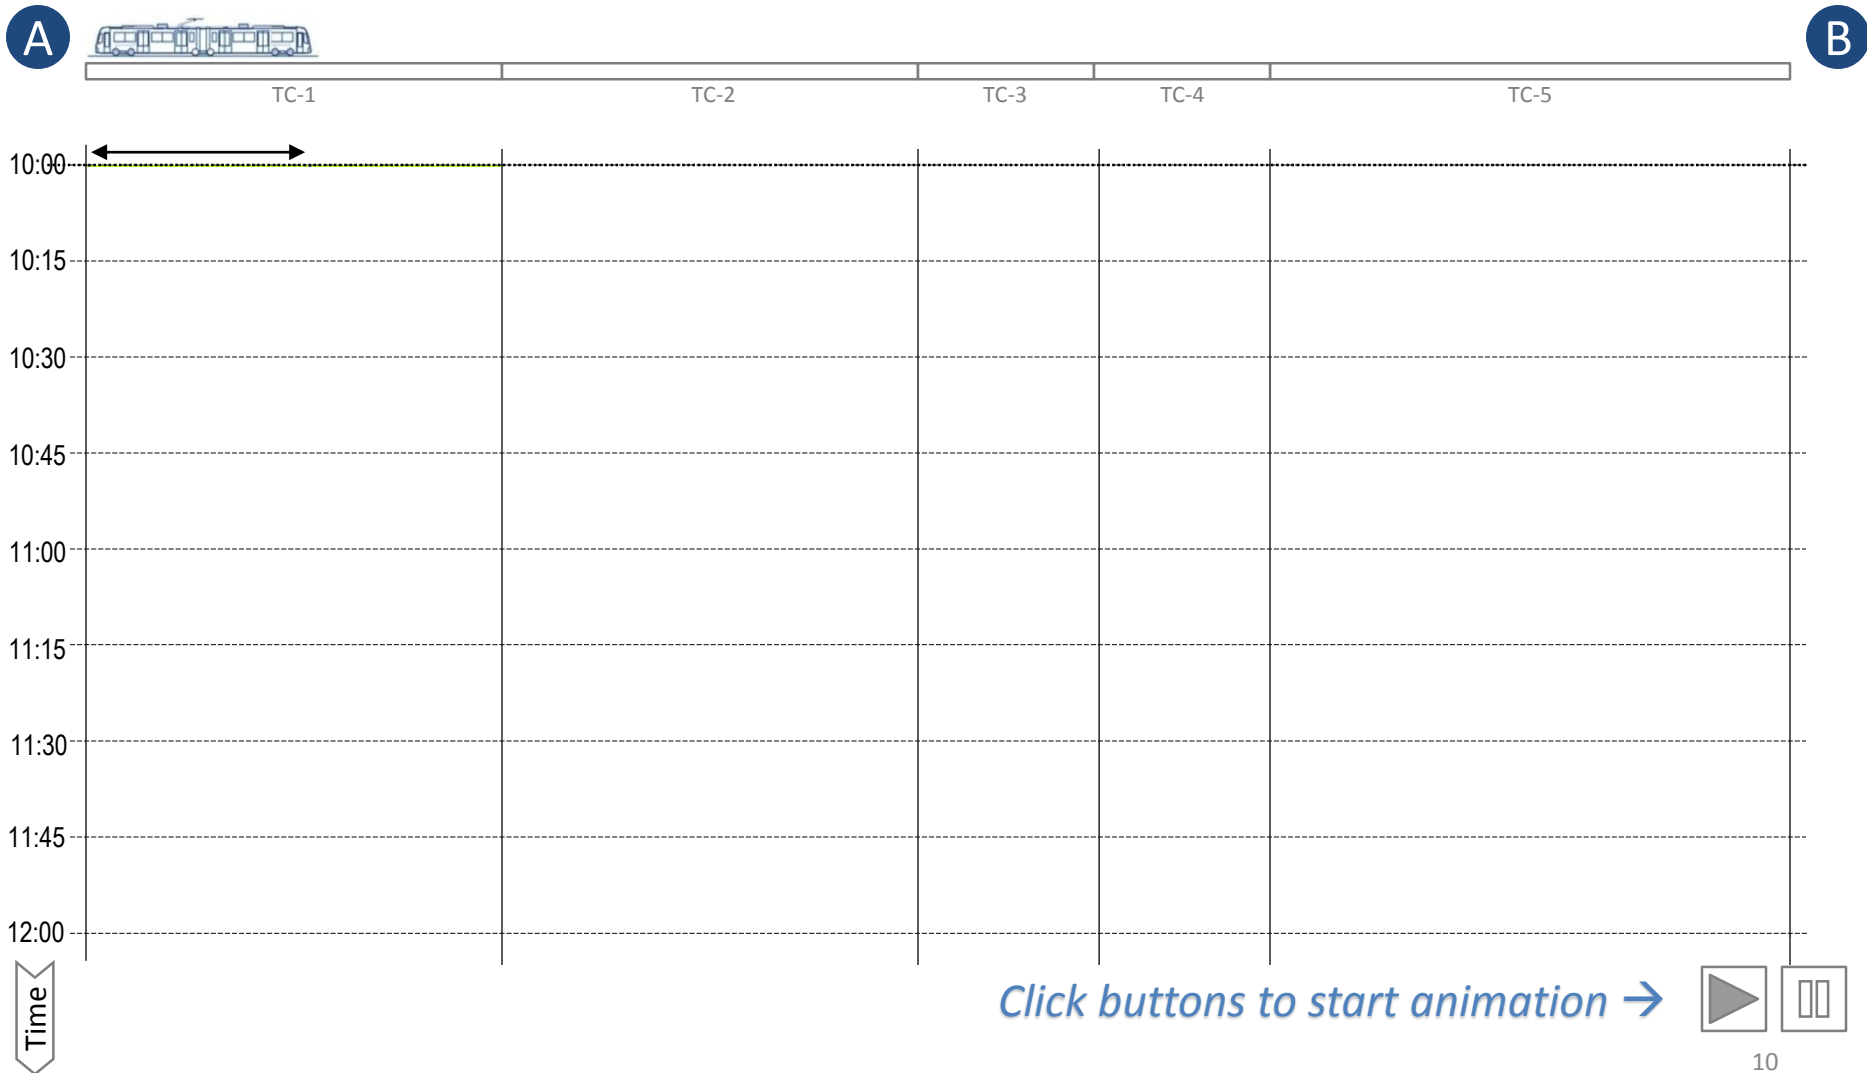 A
B
TC-1 TC-2 TC-3 TC-4 TC-5
10:00
10:15
10:30
10:45
11:00
11:15
11:30
11:45
12:00
Time
Click buttons to start animation →
10